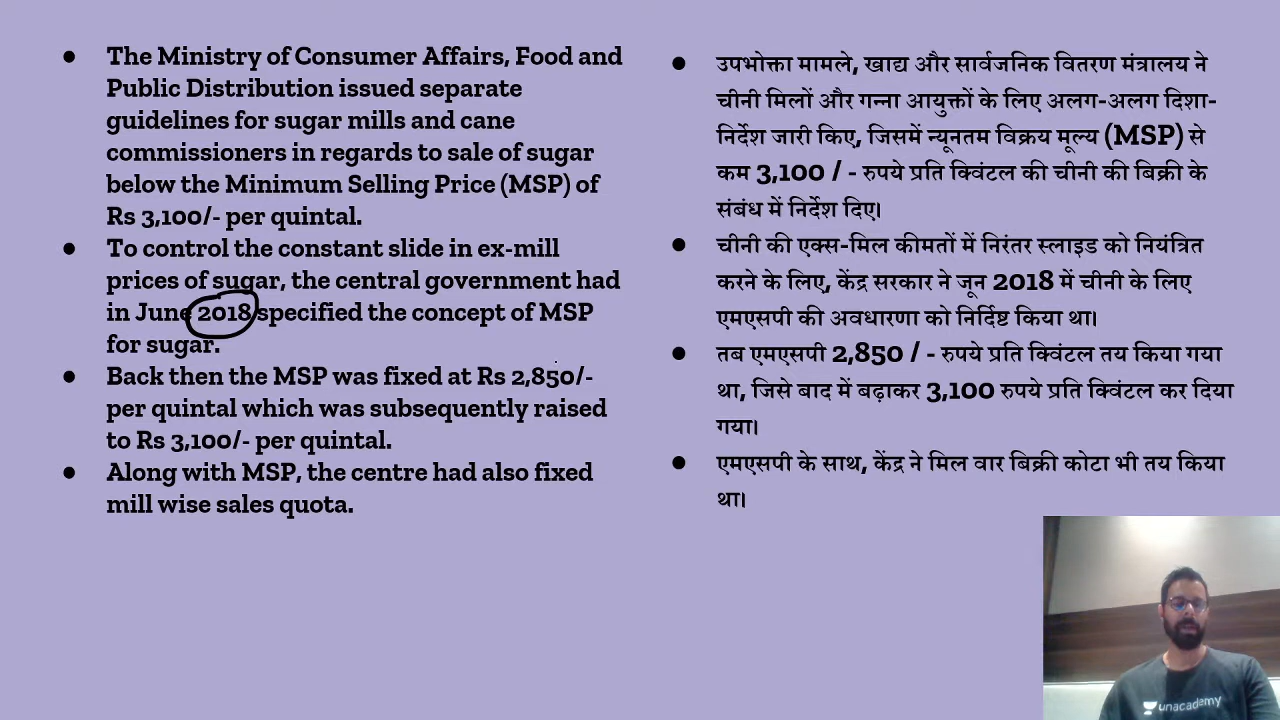 ● The Ministry of Consumer Affairs, Food and
Public Distribution issued separate
guidelines for sugar mills and cane
commissioners in regards to sale of sugar
below the Minimum Selling Price (MSP) of
Rs 3,100/- per quintal.
● To control the constant slide in ex-mill
prices of sugar, the central government had
in June 2018 specified the concept of MSP
for sugar.
● Back then the MSP was fixed at Rs 2,850/-
per quintal which was subsequently raised
to Rs 3,100/- per quintal.
● Along with MSP, the centre had also fixed
mill wise sales quota.
● उपभोक्ता मामले, खाद्य और सार्वजनिक वितरण मंत्रालय ने
चीनी मिलों और गन्ना आयुक्तों के लिए अलग-अलग दिशा-
निर्देश जारी किए, जिसमें न्यूनतम विक्रय मूल्य (MSP) से
कम 3,100 / - रुपये प्रति क्विंटल की चीनी की बिक्री के
संबंध में निर्देश दिए।
● चीनी की एक्स-मिल कीमतों में निरंतर स्लाइड को नियंत्रित
करने के लिए, केंद्र सरकार ने जून 2018 में चीनी के लिए
एमएसपी की अवधारणा को निर्दिष्ट किया था।
● तब एमएसपी 2,850 / - रुपये प्रति क्विंटल तय किया गया
था, जिसे बाद में बढ़ाकर 3,100 रुपये प्रति क्विंटल कर दिया
गया।
● एमएसपी के साथ, केंद्र ने मिल वार बिक्री कोटा भी तय किया
था।
unacademy